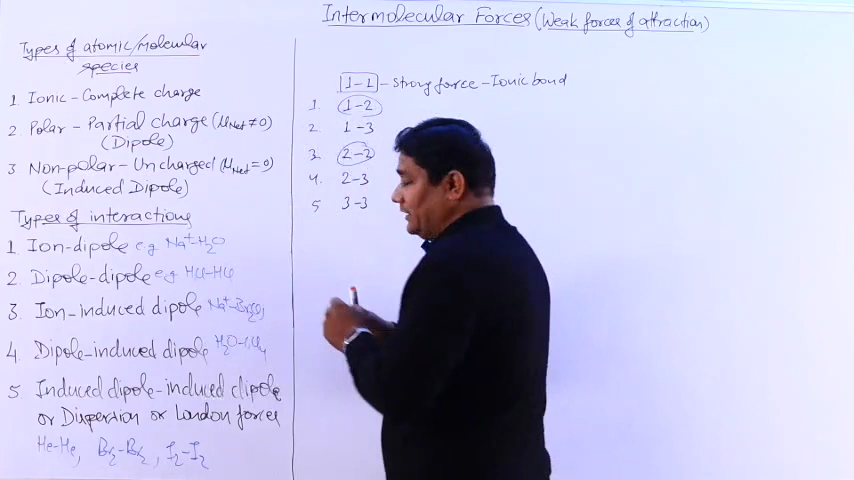 Intermolecular Forces (Weak forces of attraction)
Types of atomic/molecular
species
1. Ionic - Complete charge
2. Polar - Partial charge (μNet ≠ 0)
(Dipole)
3 Non-polar - Uncharged (μNet = 0)
(Induced Dipole)
Types of interactions
1. Ion-dipole e.g Na⁺-H₂O
2. Dipole-dipole e.g HCl-HCl
3. Ion-induced dipole Na⁺-Br₂
4. Dipole-induced dipole H₂O-CCl₄
5 Induced dipole-induced dipole
or Dispersion or London forces
He-He, Br₂-Br₂, I₂-I₂
1-1 - Strong force - Ionic bond
1. 1-2
2. 1-3
3. 2-2
4. 2-3
5 3-3